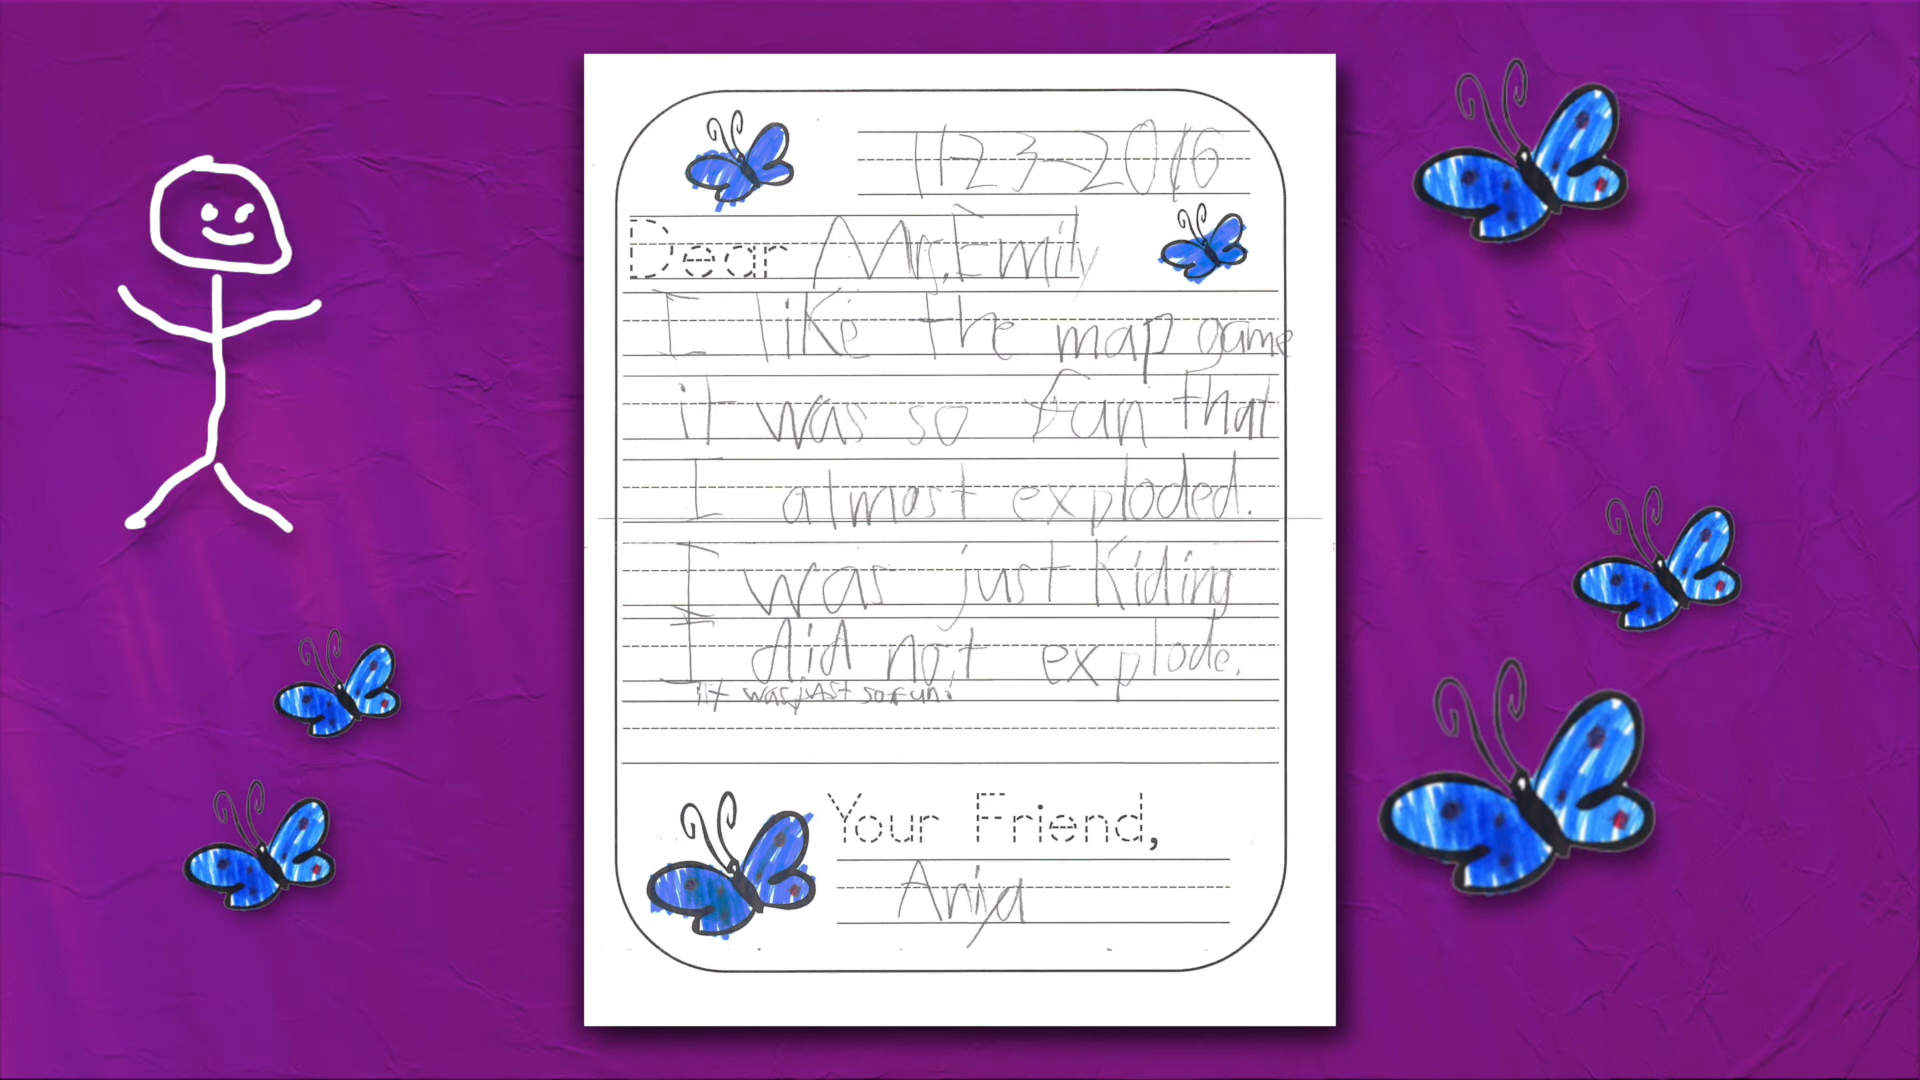 11-23-2016
Dear Mrs. Emily
I like the map game
it was so fun that
I almost exploded.
I was just Kiding
I did not explode.
it was just so fun!
Your Friend,
Aniya